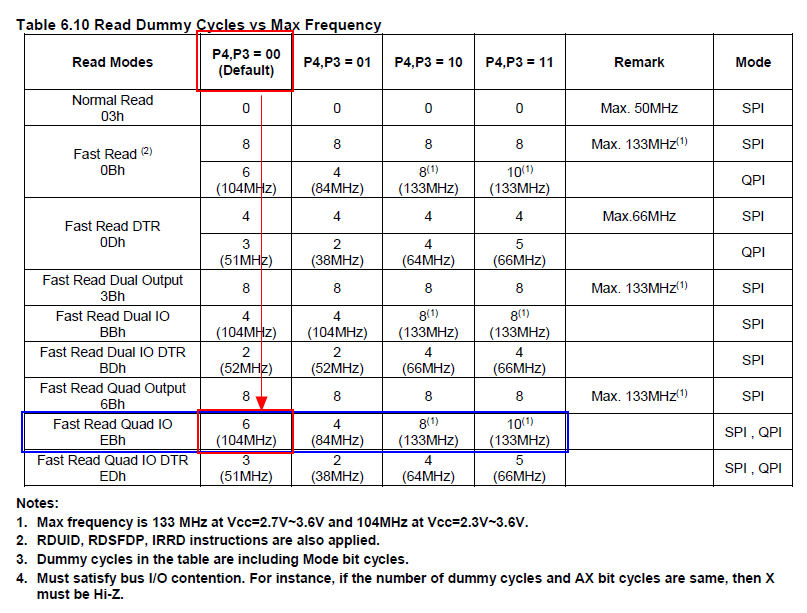 Table 6.10 Read Dummy Cycles vs Max Frequency
Read Modes P4,P3 = 00 (Default) P4,P3 = 01 P4,P3 = 10 P4,P3 = 11 Remark Mode
Normal Read
03h
0 0 0 0 Max. 50MHz SPI
Fast Read (2)
0Bh
8 8 8 8 Max. 133MHz(1) SPI
6 4 8(1) 10(1) QPI
(104MHz) (84MHz) (133MHz) (133MHz)
Fast Read DTR
0Dh
4 4 4 4 Max.66MHz SPI
3 2 4 5 QPI
(51MHz) (38MHz) (64MHz) (66MHz)
Fast Read Dual Output
3Bh
8 8 8 8 Max. 133MHz(1) SPI
Fast Read Dual IO
BBh
4 4 8(1) 8(1) SPI
(104MHz) (104MHz) (133MHz) (133MHz)
Fast Read Dual IO DTR
BDh
2 2 4 4 SPI
(52MHz) (52MHz) (66MHz) (66MHz)
Fast Read Quad Output
6Bh
8 8 8 8 Max. 133MHz(1) SPI
Fast Read Quad IO
EBh
6 4 8(1) 10(1) SPI , QPI
(104MHz) (84MHz) (133MHz) (133MHz)
Fast Read Quad IO DTR
EDh
3 2 4 5 SPI , QPI
(51MHz) (38MHz) (64MHz) (66MHz)
Notes:
1. Max frequency is 133 MHz at Vcc=2.7V~3.6V and 104MHz at Vcc=2.3V~3.6V.
2. RDUID, RDSFDP, IRRD instructions are also applied.
3. Dummy cycles in the table are including Mode bit cycles.
4. Must satisfy bus I/O contention. For instance, if the number of dummy cycles and AX bit cycles are same, then X
must be Hi-Z.